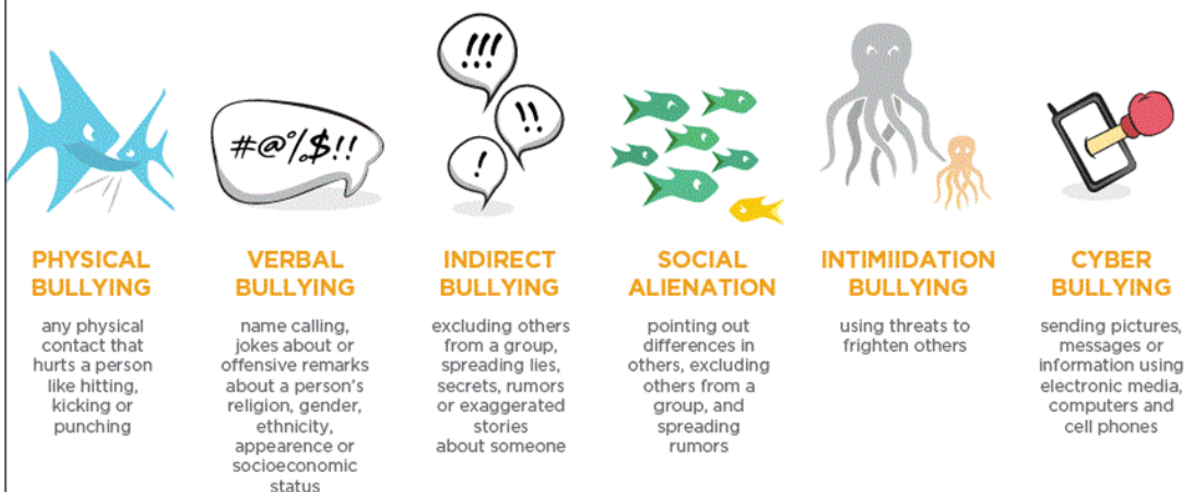 !!!
!!
!
#@%$!!
PHYSICAL
BULLYING
any physical
contact that
hurts a person
like hitting,
kicking or
punching
VERBAL
BULLYING
name calling,
jokes about or
offensive remarks
about a person's
religion, gender,
ethnicity,
appearence or
socioeconomic
status
INDIRECT
BULLYING
excluding others
from a group,
spreading lies,
secrets, rumors
or exaggerated
stories
about someone
SOCIAL
ALIENATION
pointing out
differences in
others, excluding
others from a
group, and
spreading
rumors
INTIMIIDATION
BULLYING
using threats to
frighten others
CYBER
BULLYING
sending pictures,
messages or
information using
electronic media,
computers and
cell phones